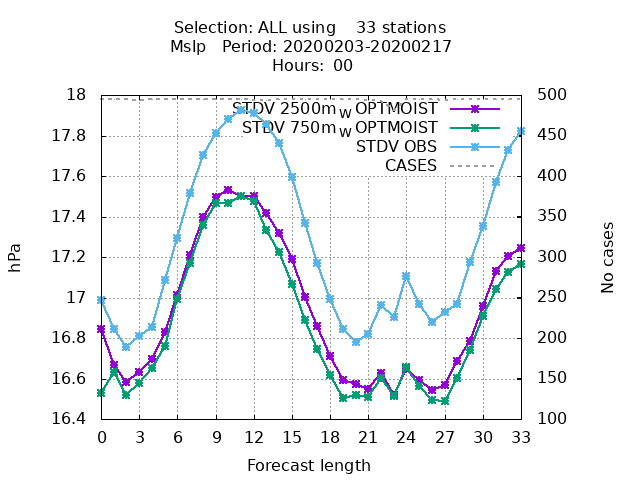 Selection: ALL using 33 stations
Mslp Period: 20200203-20200217
Hours: 00
18 500
STDV 2500m_W OPTMOIST
17.8 450
STDV 750m_W OPTMOIST
STDV OBS
CASES
17.6 400
17.4 350
17.2 300
hPa
No cases
17 250
16.8 200
16.6 150
16.4 100
0 3 6 9 12 15 18 21 24 27 30 33
Forecast length